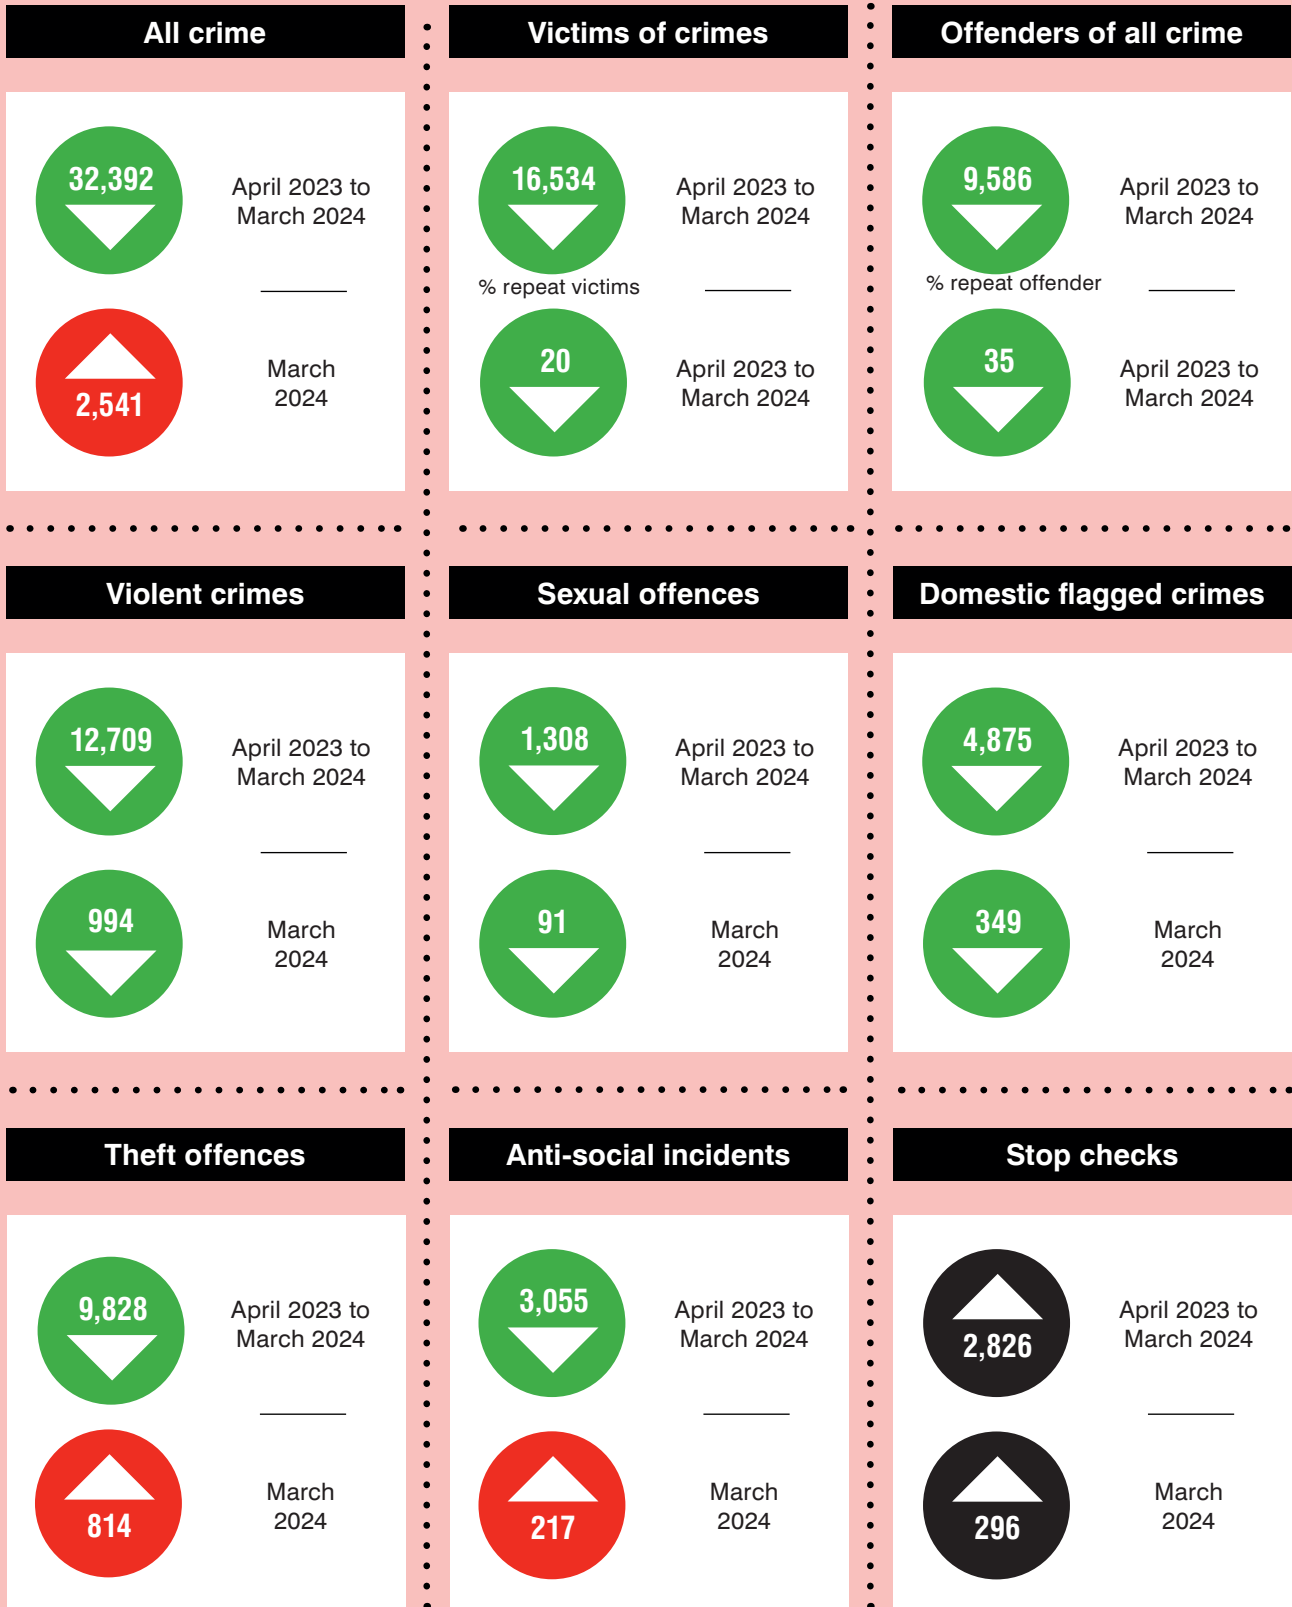 All crime
32,392
April 2023 to
March 2024
2,541
March
2024
Victims of crimes
16,534
April 2023 to
March 2024
% repeat victims
20
April 2023 to
March 2024
Offenders of all crime
9,586
April 2023 to
March 2024
% repeat offender
35
April 2023 to
March 2024
Violent crimes
12,709
April 2023 to
March 2024
994
March
2024
Sexual offences
1,308
April 2023 to
March 2024
91
March
2024
Domestic flagged crimes
4,875
April 2023 to
March 2024
349
March
2024
Theft offences
9,828
April 2023 to
March 2024
814
March
2024
Anti-social incidents
3,055
April 2023 to
March 2024
217
March
2024
Stop checks
2,826
April 2023 to
March 2024
296
March
2024